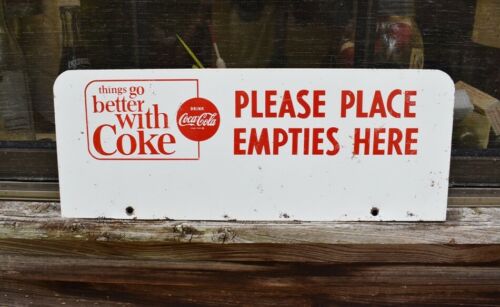 things go
better
with
Coke
DRINK
Coca-Cola
PLEASE PLACE
EMPTIES HERE